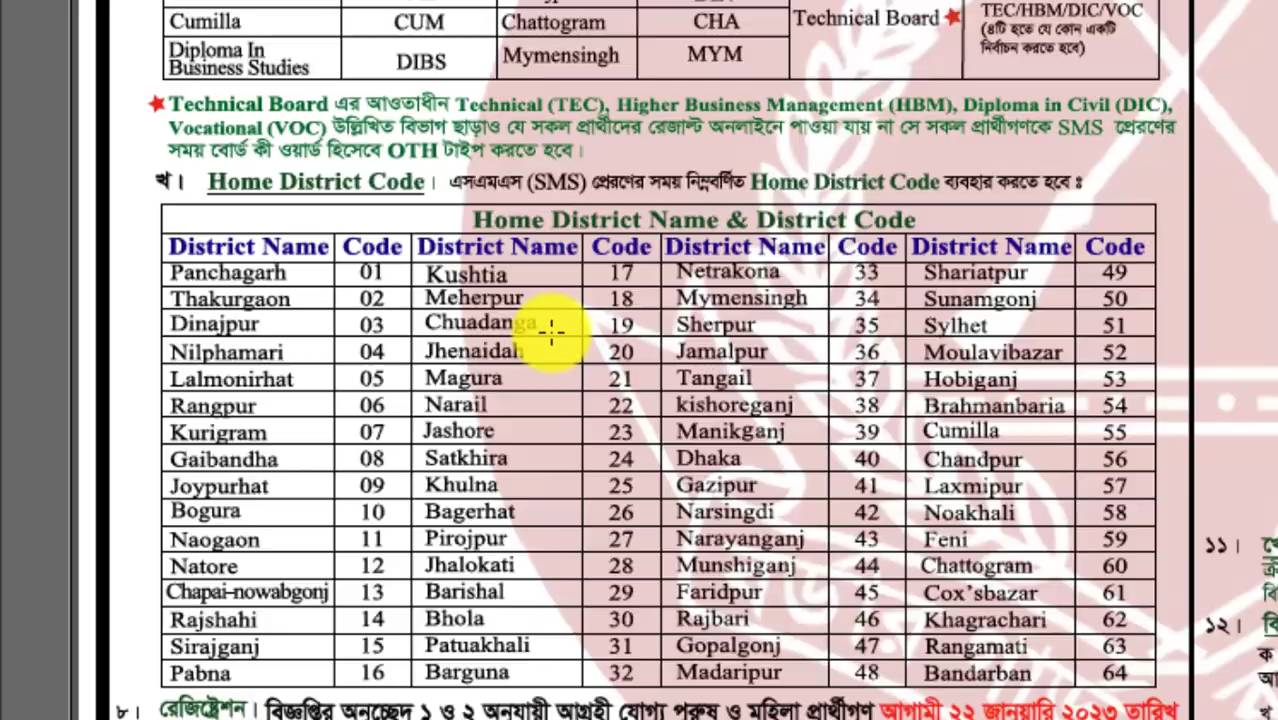 Cumilla CUM Chattogram CHA Technical Board TEC/HBM/DIC/VOC
(৪টি হতে যে কোন একটি
নির্বাচন করতে হবে)
Diploma In
Business Studies DIBS Mymensingh MYM
Technical Board এর আওতাধীন Technical (TEC), Higher Business Management (HBM), Diploma in Civil (DIC),
Vocational (VOC) উল্লিখিত বিভাগ ছাড়াও যে সকল প্রার্থীদের রেজাল্ট অনলাইনে পাওয়া যায় না সে সকল প্রার্থীগণকে SMS প্রেরণের
সময় বোর্ড কী ওয়ার্ড হিসেবে OTH টাইপ করতে হবে।
খ। Home District Code। এসএমএস (SMS) প্রেরণের সময় নিম্নবর্ণিত Home District Code ব্যবহার করতে হবে ঃ
Home District Name & District Code
District Name Code District Name Code District Name Code District Name Code
Panchagarh 01 Kushtia 17 Netrakona 33 Shariatpur 49
Thakurgaon 02 Meherpur 18 Mymensingh 34 Sunamgonj 50
Dinajpur 03 Chuadanga 19 Sherpur 35 Sylhet 51
Nilphamari 04 Jhenaidah 20 Jamalpur 36 Moulavibazar 52
Lalmonirhat 05 Magura 21 Tangail 37 Hobiganj 53
Rangpur 06 Narail 22 kishoreganj 38 Brahmanbaria 54
Kurigram 07 Jashore 23 Manikganj 39 Cumilla 55
Gaibandha 08 Satkhira 24 Dhaka 40 Chandpur 56
Joypurhat 09 Khulna 25 Gazipur 41 Laxmipur 57
Bogura 10 Bagerhat 26 Narsingdi 42 Noakhali 58
Naogaon 11 Pirojpur 27 Narayanganj 43 Feni 59
Natore 12 Jhalokati 28 Munshiganj 44 Chattogram 60
Chapai-nowabgonj 13 Barishal 29 Faridpur 45 Cox’sbazar 61
Rajshahi 14 Bhola 30 Rajbari 46 Khagrachari 62
Sirajganj 15 Patuakhali 31 Gopalgonj 47 Rangamati 63
Pabna 16 Barguna 32 Madaripur 48 Bandarban 64
৮। রেজিষ্ট্রেশন। বিজ্ঞপ্তির অনুচ্ছেদ ১ ও ২ অনুযায়ী আগ্রহী যোগ্য পুরুষ ও মহিলা প্রার্থীগণ আগামী ২২ জানুয়ারি ২০২৩ তারিখ
১১।
১২।
ক